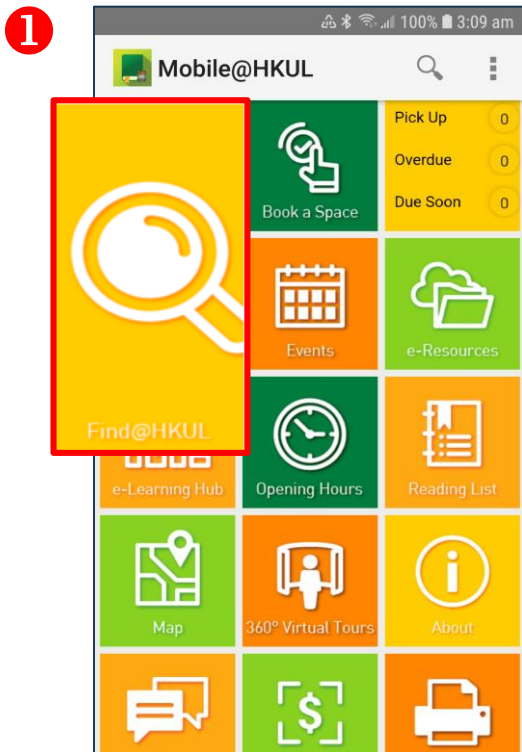 1
100% 3:09 am
Mobile@HKUL
Find@HKUL
Book a Space
Pick Up 0
Overdue 0
Due Soon 0
Events
e-Resources
e-Learning Hub
Opening Hours
Reading List
Map
360° Virtual Tours
About